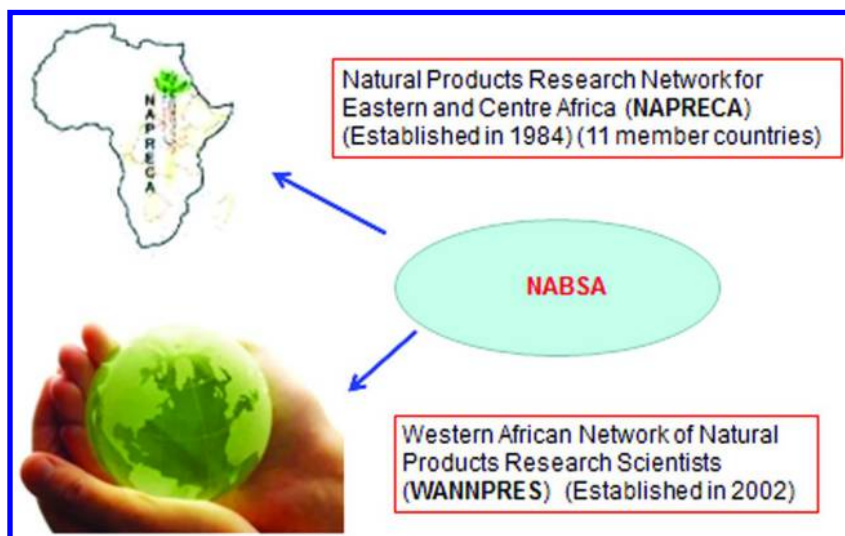 NAPRECA
Natural Products Research Network for
Eastern and Centre Africa (NAPRECA)
(Established in 1984) (11 member countries)
NABSA
Western African Network of Natural
Products Research Scientists
(WANNPRES) (Established in 2002)